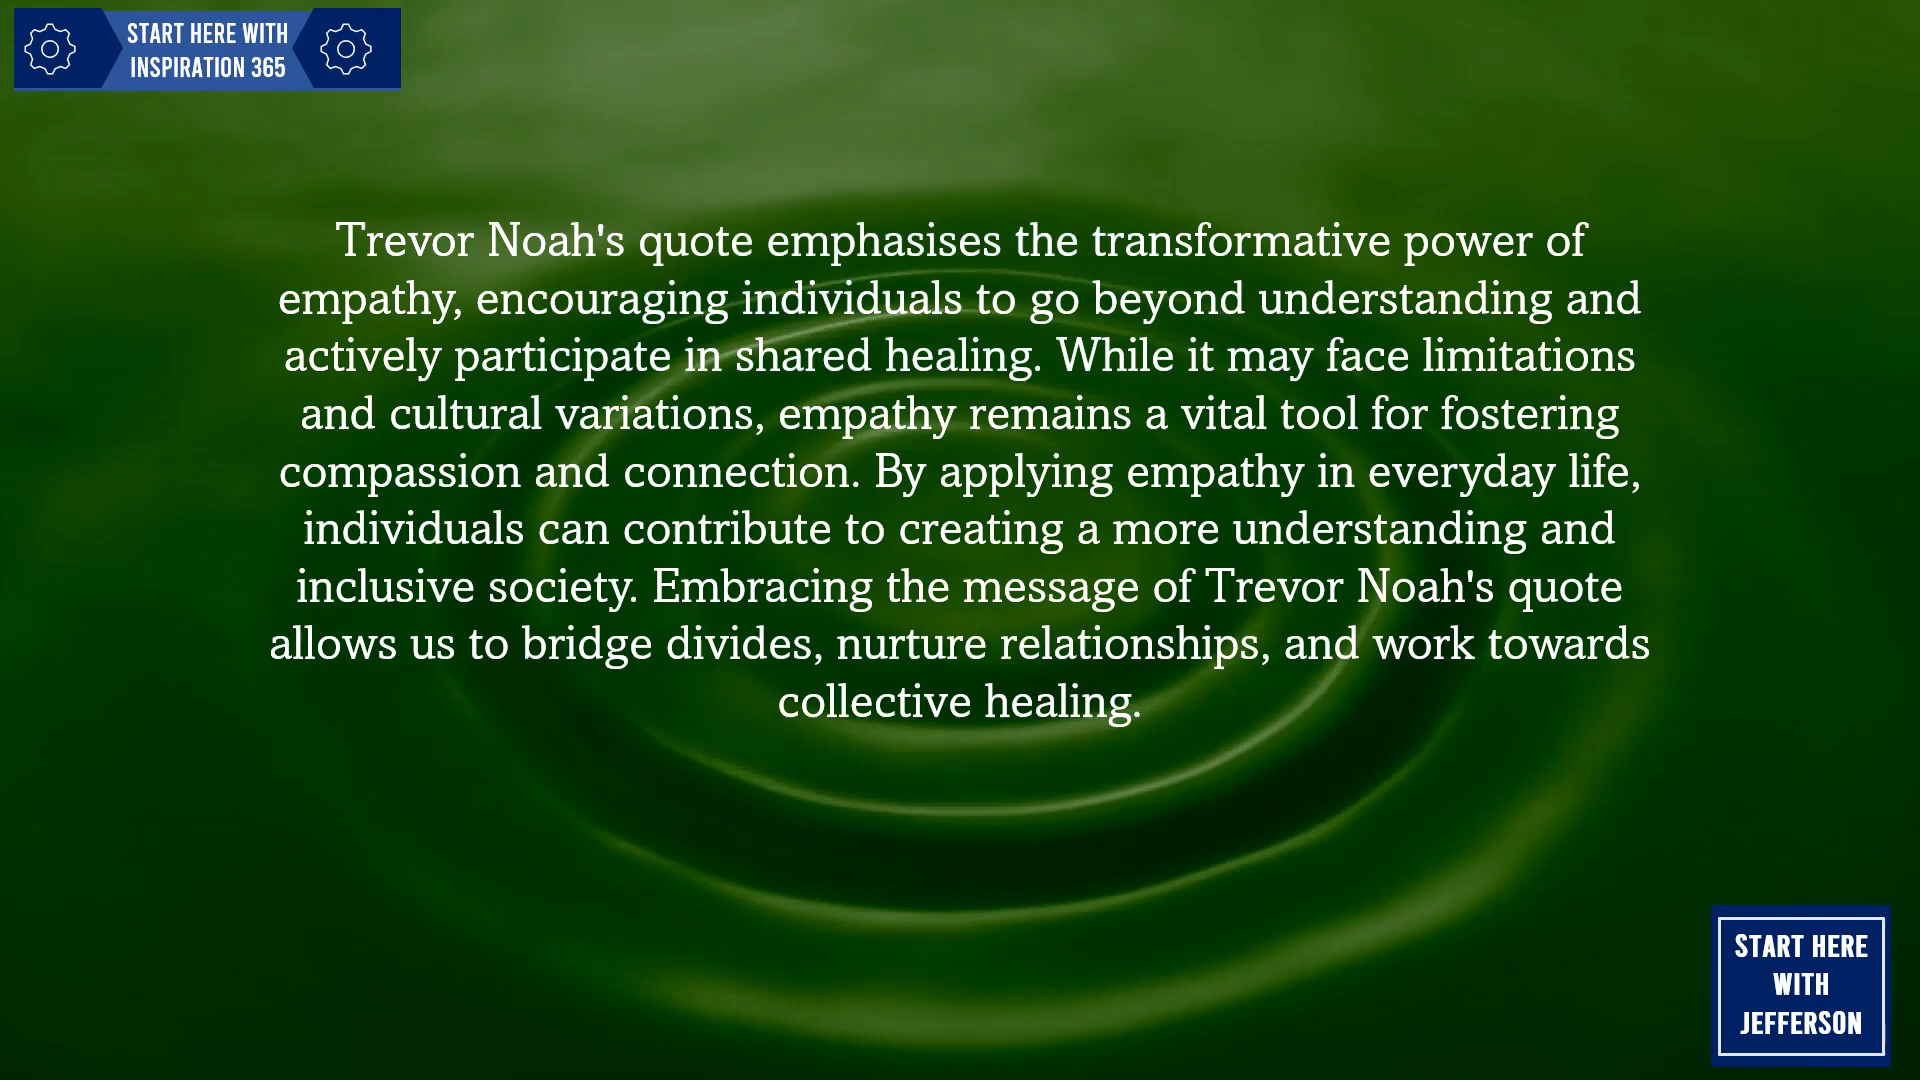 START HERE WITH
INSPIRATION 365
Trevor Noah's quote emphasises the transformative power of
empathy, encouraging individuals to go beyond understanding and
actively participate in shared healing. While it may face limitations
and cultural variations, empathy remains a vital tool for fostering
compassion and connection. By applying empathy in everyday life,
individuals can contribute to creating a more understanding and
inclusive society. Embracing the message of Trevor Noah's quote
allows us to bridge divides, nurture relationships, and work towards
collective healing.
START HERE
WITH
JEFFERSON